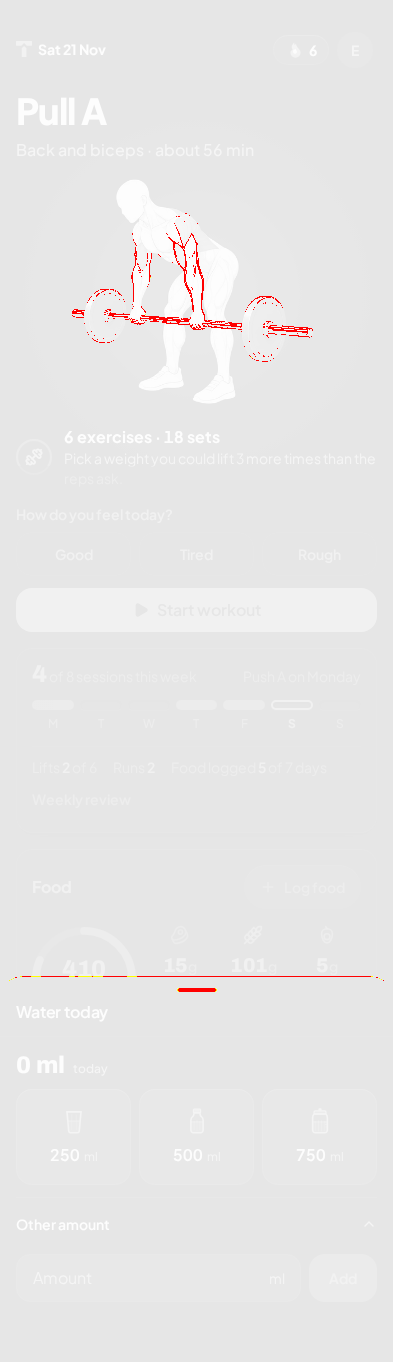 Sat 21 Nov
6
E
Pull A
Back and biceps · about 56 min
6 exercises · 18 sets
Pick a weight you could lift 3 more times than the
reps ask.
How do you feel today?
Good Tired Rough
Start workout
4 of 6 sessions this week Push A on Monday
M T W T F S S
Lifts 2 of 6 Runs 2 Food logged 5 of 7 days
Weekly review
Food
+ Log food
410 15g 101g 5g
Water today
0 ml today
250 ml 500 ml 750 ml
Other amount
Amount ml Add